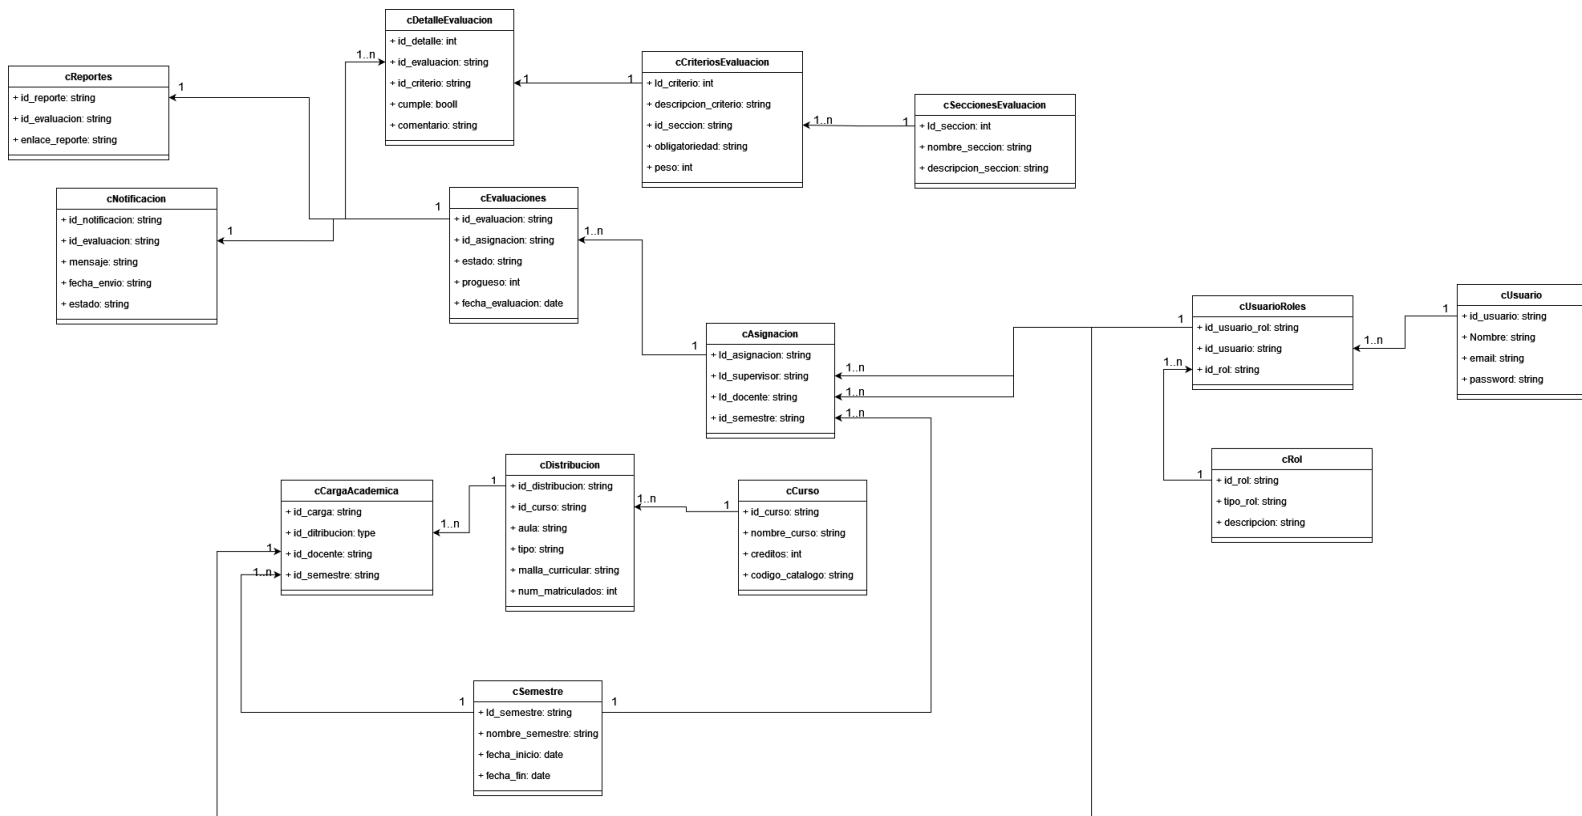 cDetalleEvaluacion
+ id_detalle: int
+ id_evaluacion: string
+ id_criterio: string
+ cumple: booll
+ comentario: string
1..n
cReportes
+ id_reporte: string
+ id_evaluacion: string
+ enlace_reporte: string
1
cCriteriosEvaluacion
+ Id_criterio: int
+ descripcion_criterio: string
+ id_seccion: string
+ obligatoriedad: string
+ peso: int
1
1
cSeccionesEvaluacion
+ Id_seccion: int
+ nombre_seccion: string
+ descripcion_seccion: string
1..n
1
cNotificacion
+ id_notificacion: string
+ id_evaluacion: string
+ mensaje: string
+ fecha_envio: string
+ estado: string
1
cEvaluaciones
+ id_evaluacion: string
+ id_asignacion: string
+ estado: string
+ progueso: int
+ fecha_evaluacion: date
1
1..n
cAsignacion
+ Id_asignacion: string
+ Id_supervisor: string
+ Id_docente: string
+ id_semestre: string
1
1..n
1..n
1..n
cUsuarioRoles
+ id_usuario_rol: string
+ id_usuario: string
+ id_rol: string
1
1..n
1..n
cUsuario
+ id_usuario: string
+ Nombre: string
+ email: string
+ password: string
1
cRol
+ id_rol: string
+ tipo_rol: string
+ descripcion: string
1
cCargaAcademica
+ id_carga: string
+ id_ditribucion: type
+ id_docente: string
+ id_semestre: string
1..n
1
1..n
cDistribucion
+ id_distribucion: string
+ id_curso: string
+ aula: string
+ tipo: string
+ malla_curricular: string
+ num_matriculados: int
1
1..n
cCurso
+ id_curso: string
+ nombre_curso: string
+ creditos: int
+ codigo_catalogo: string
1
cSemestre
+ Id_semestre: string
+ nombre_semestre: string
+ fecha_inicio: date
+ fecha_fin: date
1
1